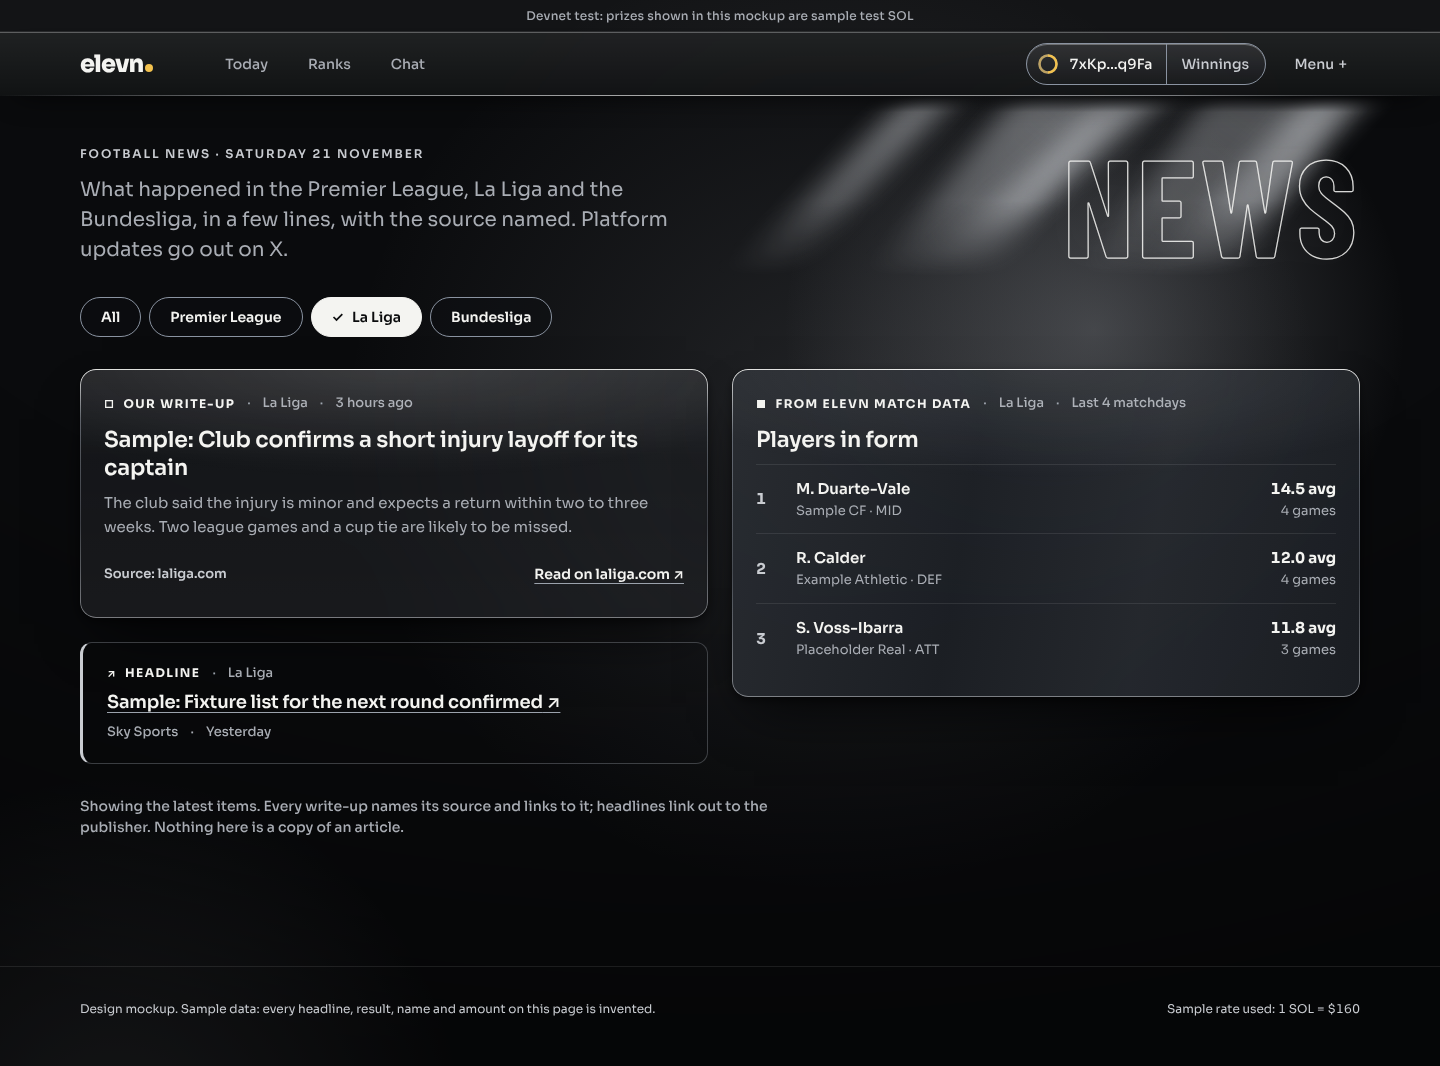 Devnet test: prizes shown in this mockup are sample test SOL
elevn.
Today
Ranks
Chat
7xKp...q9Fa
Winnings
Menu +
FOOTBALL NEWS · SATURDAY 21 NOVEMBER
What happened in the Premier League, La Liga and the
Bundesliga, in a few lines, with the source named. Platform
updates go out on X.
NEWS
All
Premier League
✓ La Liga
Bundesliga
OUR WRITE-UP · La Liga · 3 hours ago
Sample: Club confirms a short injury layoff for its
captain
The club said the injury is minor and expects a return within two to three
weeks. Two league games and a cup tie are likely to be missed.
Source: laliga.com
Read on laliga.com ↗
↗ HEADLINE · La Liga
Sample: Fixture list for the next round confirmed ↗
Sky Sports · Yesterday
FROM ELEVN MATCH DATA · La Liga · Last 4 matchdays
Players in form
1
M. Duarte-Vale
Sample CF · MID
14.5 avg
4 games
2
R. Calder
Example Athletic · DEF
12.0 avg
4 games
3
S. Voss-Ibarra
Placeholder Real · ATT
11.8 avg
3 games
Showing the latest items. Every write-up names its source and links to it; headlines link out to the
publisher. Nothing here is a copy of an article.
Design mockup. Sample data: every headline, result, name and amount on this page is invented.
Sample rate used: 1 SOL = $160